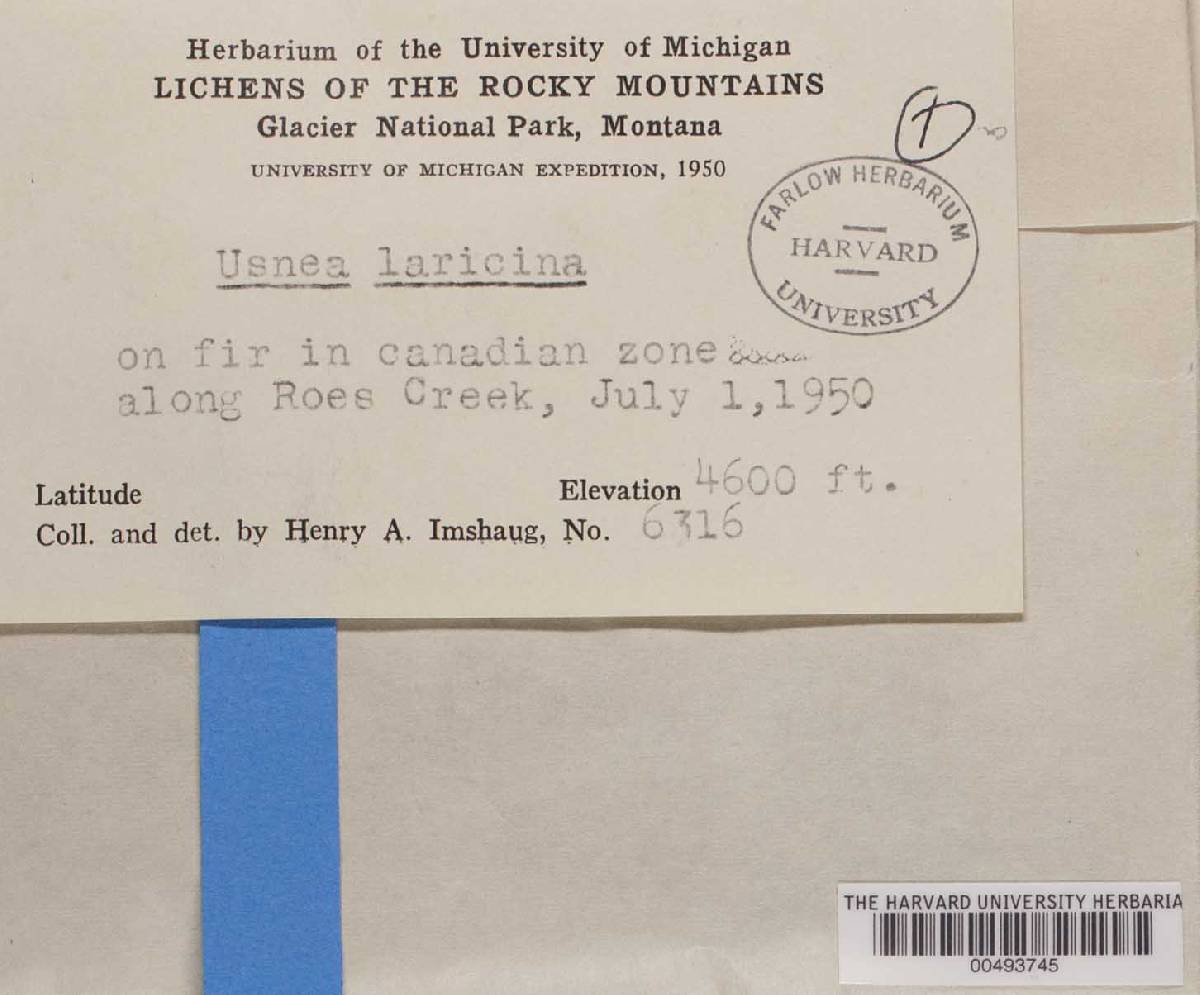 Herbarium of the University of Michigan
LICHENS OF THE ROCKY MOUNTAINS
Glacier National Park, Montana
UNIVERSITY OF MICHIGAN EXPEDITION, 1950
FARLOW HERBARIUM
HARVARD
UNIVERSITY
Usnea laricina
on fir in canadian zone
along Roes Creek, July 1,1950
Latitude
Elevation 4600 ft.
Coll. and det. by Henry A. Imshaug, No. 6316
THE HARVARD UNIVERSITY HERBARIA
00493745